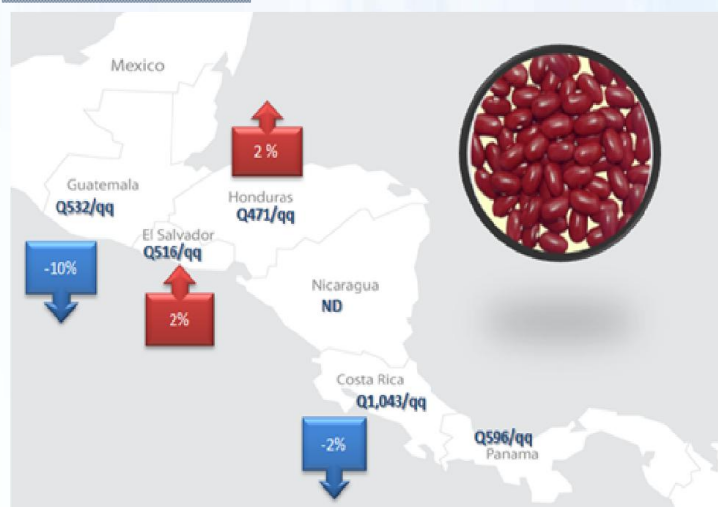 Mexico
2 %
Guatemala
Q532/qq
Honduras
Q471/qq
El Salvador
Q516/qq
-10%
2%
Nicaragua
ND
Costa Rica
Q1,043/qq
-2%
Q596/qq
Panama